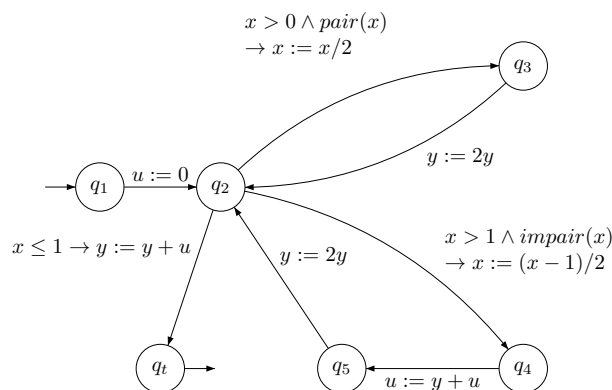 x > 0 ∧ pair(x)
→ x := x/2
q3
y := 2y
q1
u := 0
q2
x ≤ 1 → y := y + u
y := 2y
x > 1 ∧ impair(x)
→ x := (x − 1)/2
qt
q5
u := y + u
q4